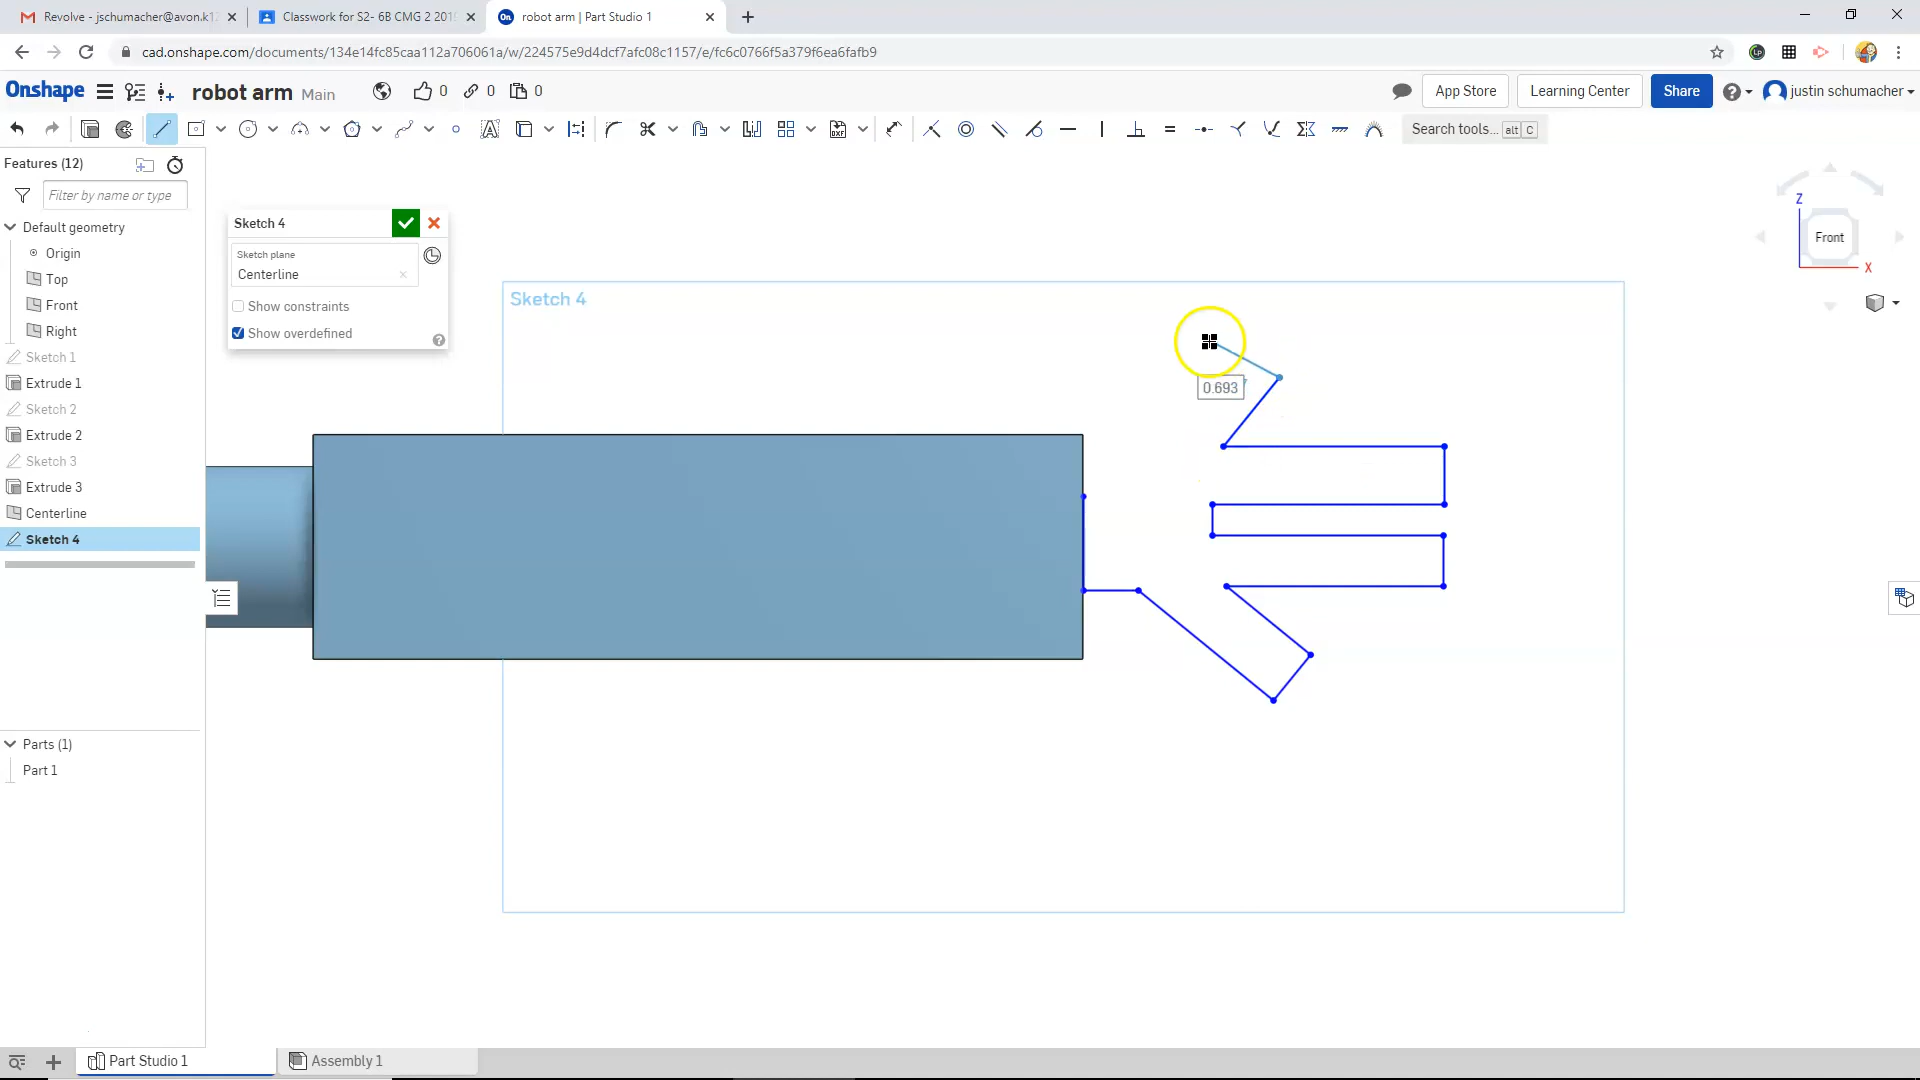 Revolve - jschumacher@avon.k12
Classwork for S2- 6B CMG 2 2019
On robot arm | Part Studio 1
cad.onshape.com/documents/134e14fc85caa112a706061a/w/224575e9d4dcf7afc08c1157/e/fc6c0766f5a379f6ea6fafb9
Onshape robot arm Main 0 0 0 App Store Learning Center Share justin schumacher
Search tools... alt C
Features (12)
Filter by name or type
Default geometry
Origin
Top
Front
Right
Sketch 1
Extrude 1
Sketch 2
Extrude 2
Sketch 3
Extrude 3
Centerline
Sketch 4
Parts (1)
Part 1
Sketch 4
Sketch plane
Centerline
Show constraints
Show overdefined
Sketch 4
0.693
Z
Front
X
Part Studio 1
Assembly 1